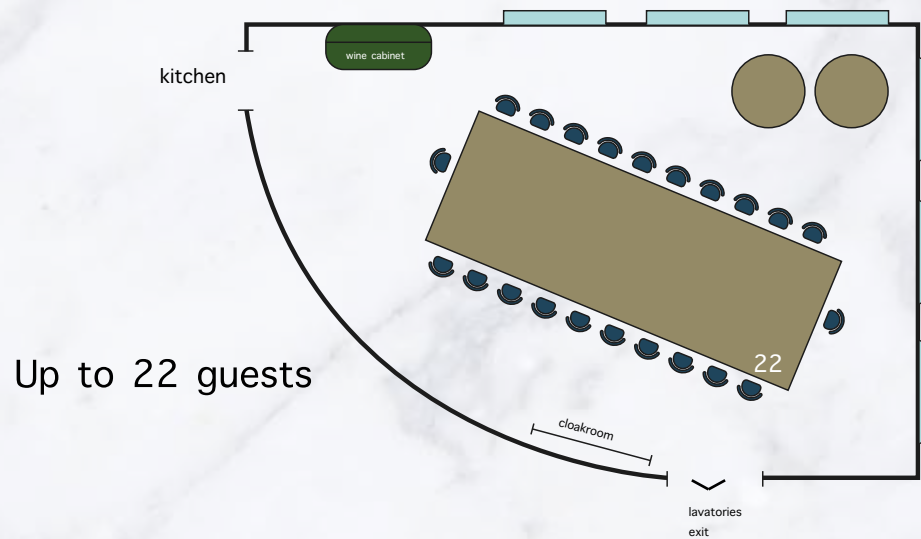 wine cabinet
kitchen
Up to 22 guests
22
cloakroom
lavatories
exit